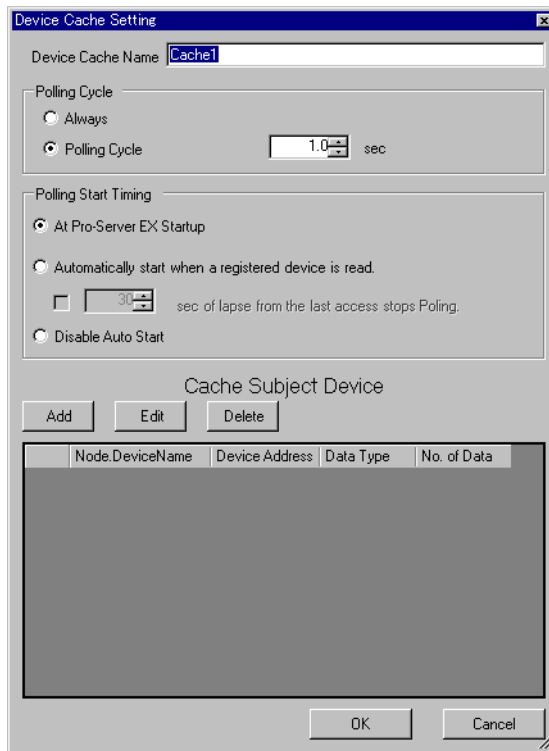 Device Cache Setting
Device Cache Name Cache1
Polling Cycle
Always
Polling Cycle 1.0 sec
Polling Start Timing
At Pro-Server EX Startup
Automatically start when a registered device is read.
30 sec of lapse from the last access stops Poling.
Disable Auto Start
Cache Subject Device
Add Edit Delete
Node.DeviceName Device Address Data Type No. of Data
OK Cancel